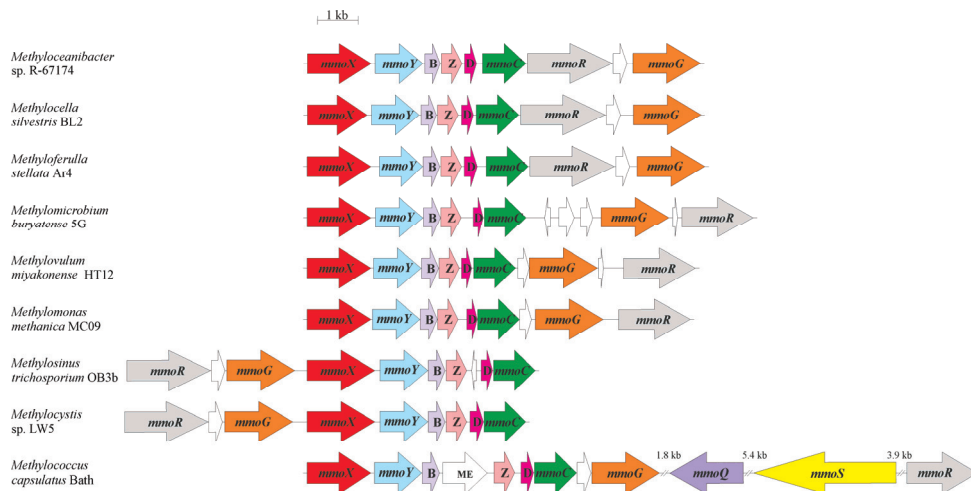 1 kb
Methyloceanibacter
sp. R-67174
mmoX mmoY B Z D mmoC mmoR mmoG
Methylocella
silvestris BL2
mmoX mmoY B Z D mmoC mmoR mmoG
Methyloferulla
stellata Ar4
mmoX mmoY B Z D mmoC mmoR mmoG
Methylomicrobium
buryatense 5G
mmoX mmoY B Z D mmoC mmoG mmoR
Methylovulum
miyakonense HT12
mmoX mmoY B Z D mmoC mmoG mmoR
Methylomonas
methanica MC09
mmoX mmoY B Z D mmoC mmoG mmoR
Methylosinus
trichosporium OB3b
mmoR mmoG mmoX mmoY B Z D mmoC
Methylocystis
sp. LW5
mmoR mmoG mmoX mmoY B Z D mmoC
1.8 kb 5.4 kb 3.9 kb
Methylococcus
capsulatus Bath
mmoX mmoY B ME Z D mmoC mmoG mmoQ mmoS mmoR